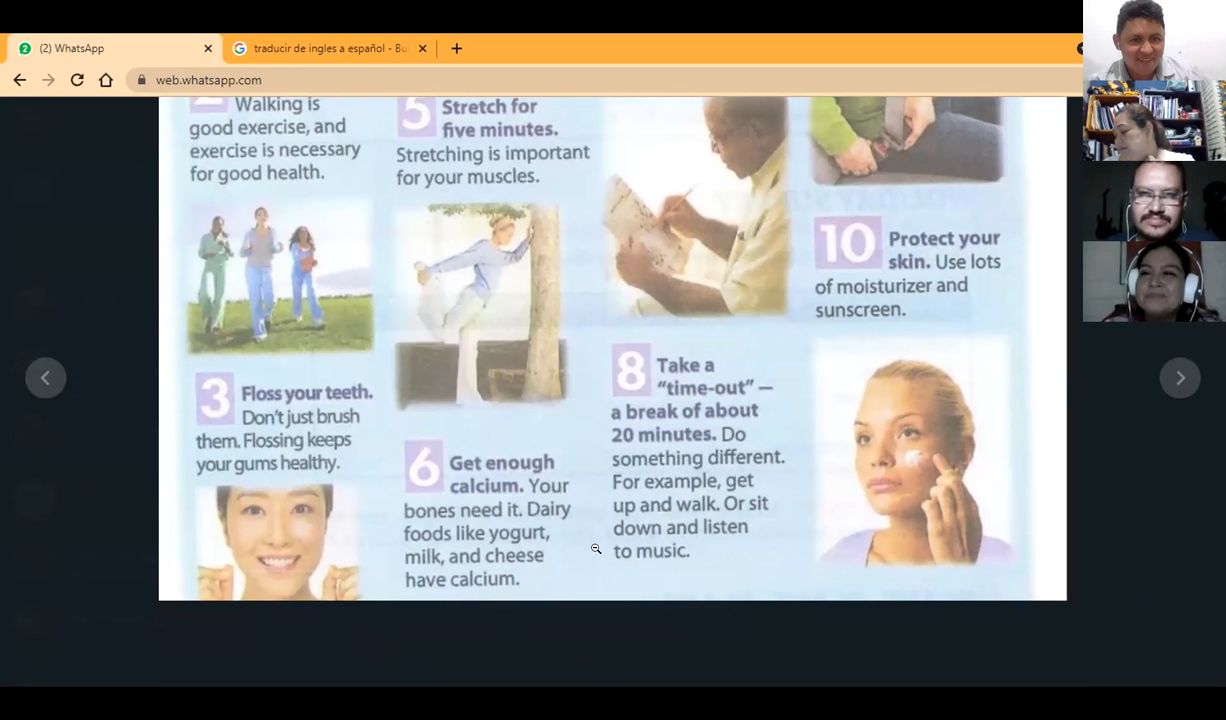 (2) WhatsApp
traducir de ingles a español - Bu
web.whatsapp.com
Walking is
good exercise, and
exercise is necessary
for good health.
3 Floss your teeth.
Don't just brush
them. Flossing keeps
your gums healthy.
5 Stretch for
five minutes.
Stretching is important
for your muscles.
6 Get enough
calcium. Your
bones need it. Dairy
foods like yogurt,
milk, and cheese
have calcium.
8 Take a
“time-out” —
a break of about
20 minutes. Do
something different.
For example, get
up and walk. Or sit
down and listen
to music.
10 Protect your
skin. Use lots
of moisturizer and
sunscreen.